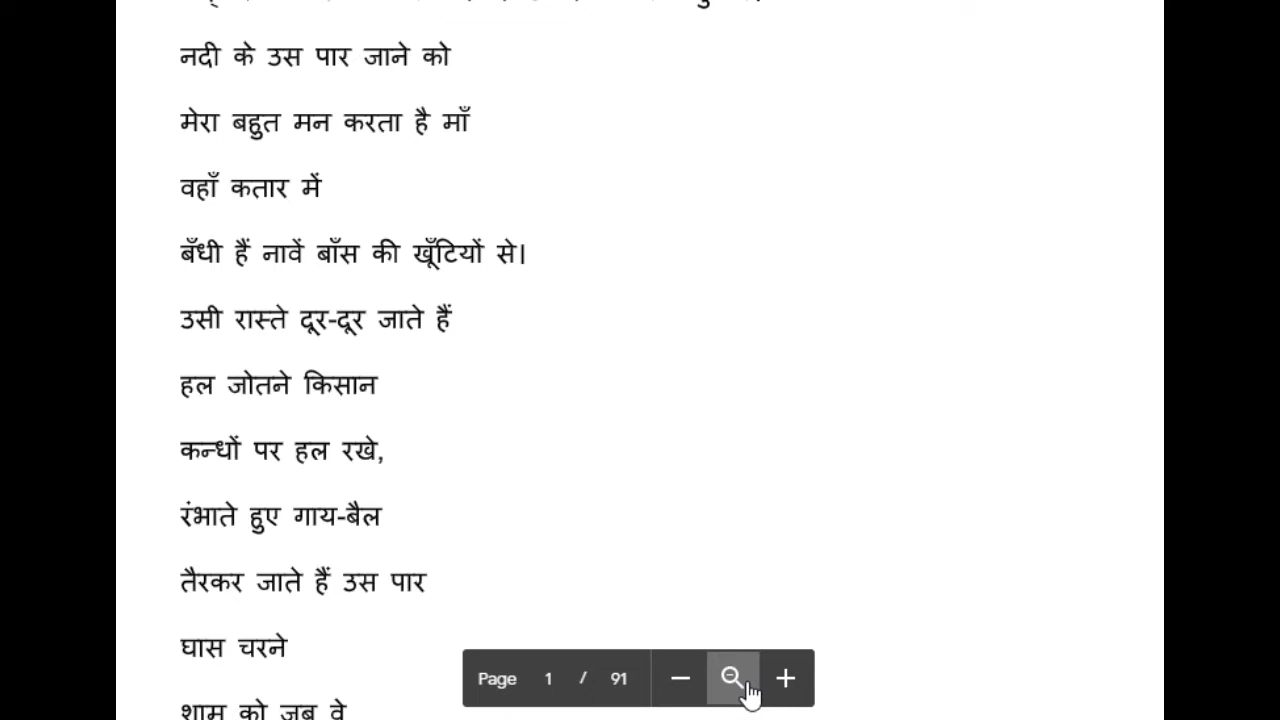 नदी के उस पार जाने को
मेरा बहुत मन करता है माँ
वहाँ कतार में
बँधी हैं नावें बाँस की खूँटियों से।
उसी रास्ते दूर-दूर जाते हैं
हल जोतने किसान
कन्धों पर हल रखे,
रंभाते हुए गाय-बैल
तैरकर जाते हैं उस पार
घास चरने
शाम को जब वे
Page 1 / 91